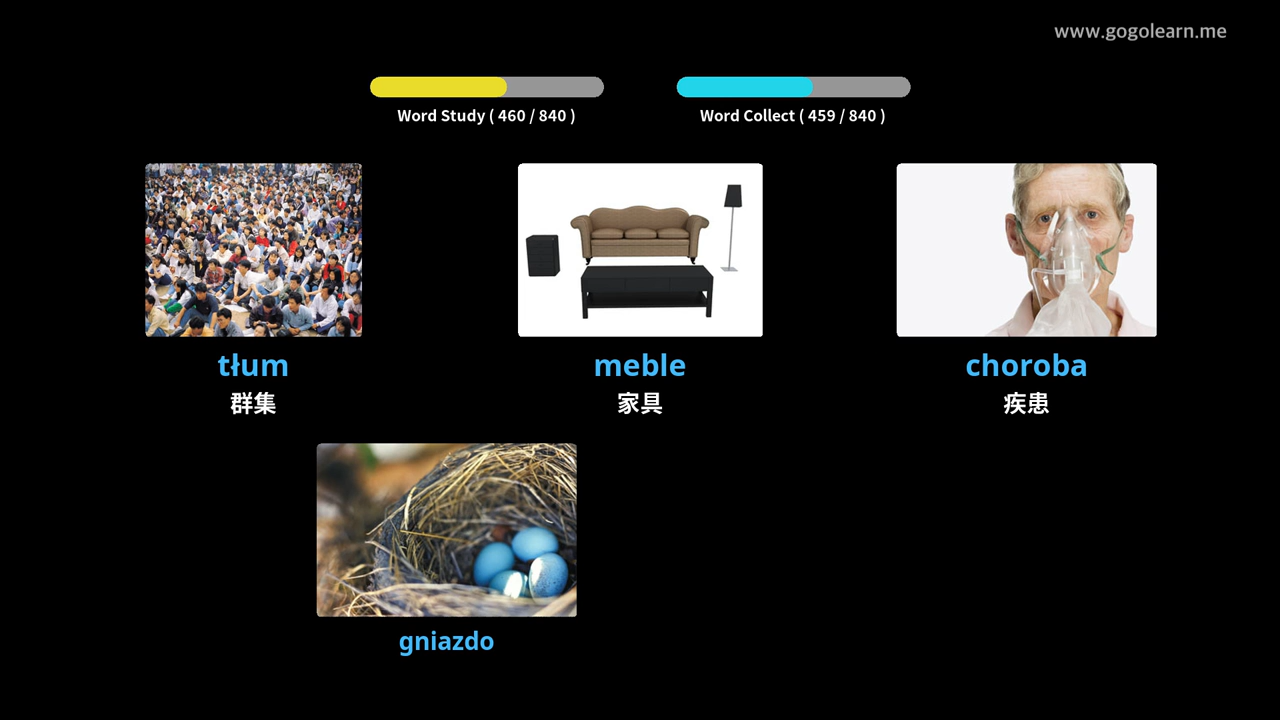 www.gogolearn.me
Word Study ( 460 / 840 )
Word Collect ( 459 / 840 )
tłum
meble
choroba
群集
家具
疾患
gniazdo